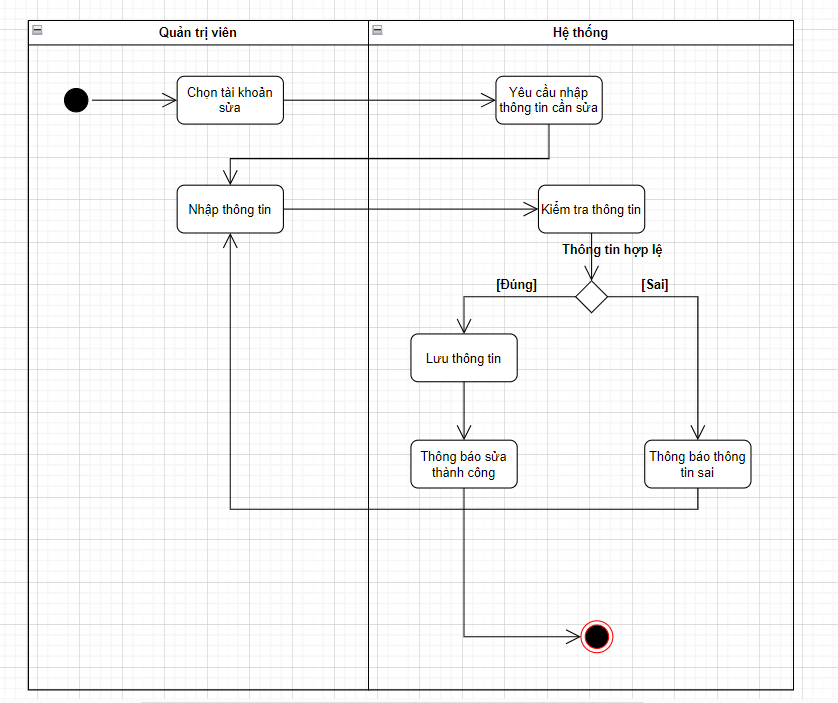 Quản trị viên
Hệ thống
Chọn tài khoản
sửa
Yêu cầu nhập
thông tin cần sửa
Nhập thông tin
Kiểm tra thông tin
Thông tin hợp lệ
[Đúng]
[Sai]
Lưu thông tin
Thông báo sửa
thành công
Thông báo thông
tin sai